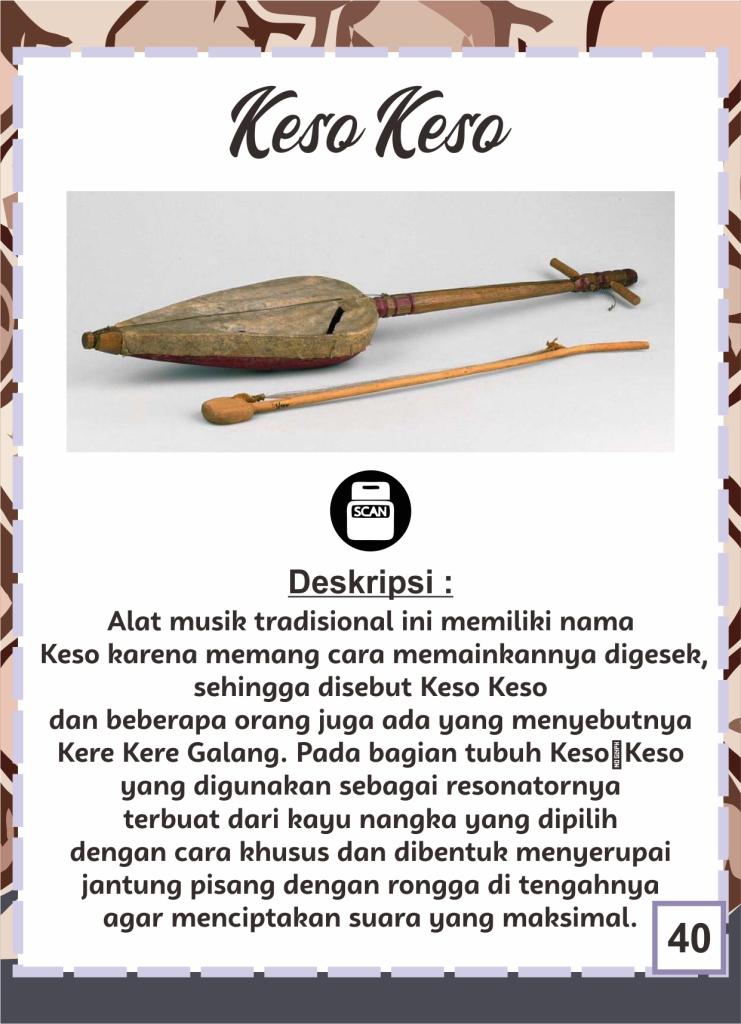 Keso Keso
SCAN
Deskripsi :
Alat musik tradisional ini memiliki nama
Keso karena memang cara memainkannya digesek,
sehingga disebut Keso Keso
dan beberapa orang juga ada yang menyebutnya
Kere Kere Galang. Pada bagian tubuh Keso Keso
yang digunakan sebagai resonatornya
terbuat dari kayu nangka yang dipilih
dengan cara khusus dan dibentuk menyerupai
jantung pisang dengan rongga di tengahnya
agar menciptakan suara yang maksimal.
40